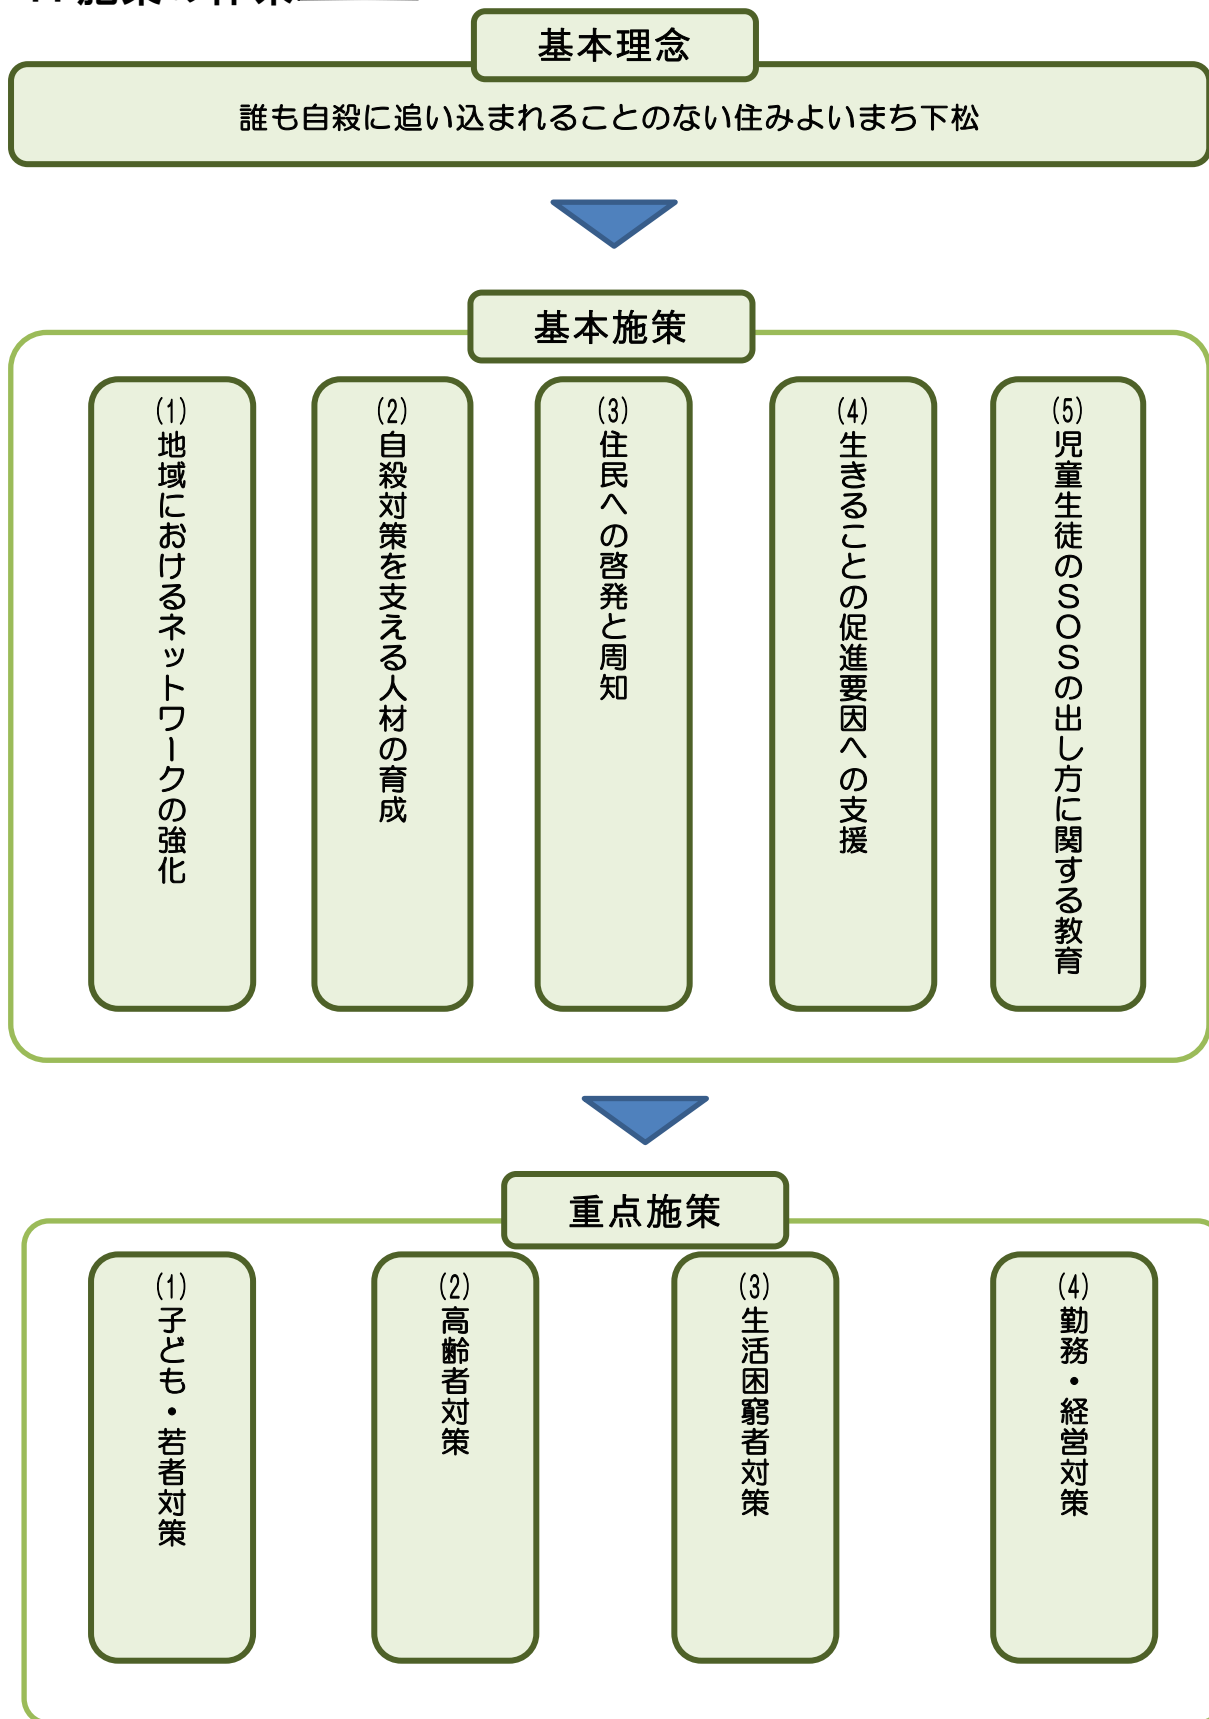 基本理念
誰も自殺に追い込まれることのない住みよいまち下松
基本施策
(1)地域におけるネットワークの強化
(2)自殺対策を支える人材の育成
(3)住民への啓発と周知
(4)生きることの促進要因への支援
(5)児童生徒のSOSの出し方に関する教育
重点施策
(1)子ども・若者対策
(2)高齢者対策
(3)生活困窮者対策
(4)勤務・経営対策